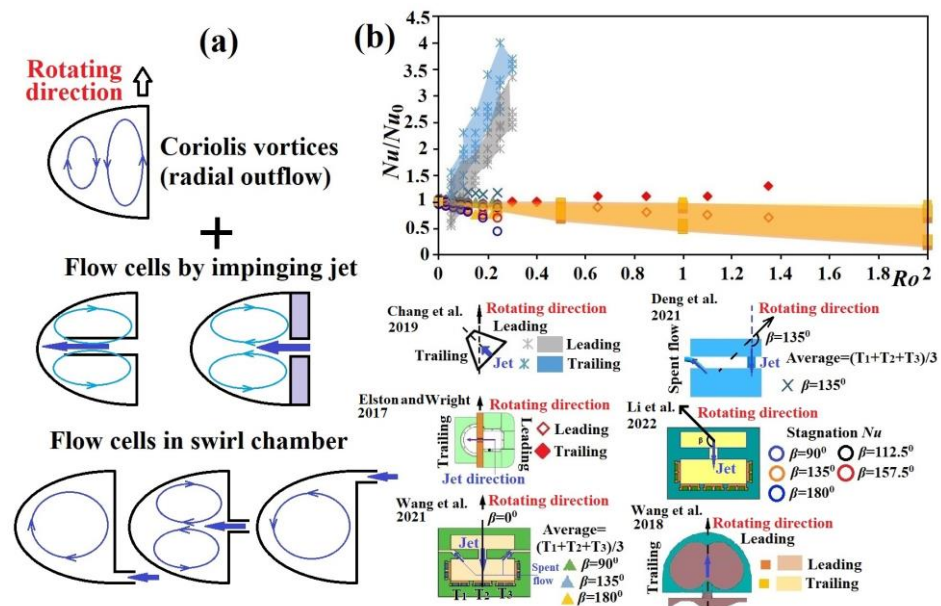 (a)
Rotating
direction
Coriolis vortices
(radial outflow)
+
Flow cells by impinging jet
Flow cells in swirl chamber
(b)
Nu/Nu0
4.5
4
3.5
3
2.5
2
1.5
1
0.5
0
0 0.2 0.4 0.6 0.8 1 1.2 1.4 1.6 1.8 Ro 2
Chang et al.
2019
Rotating direction
Leading
Trailing
Jet
Leading
Trailing
Deng et al.
2021
Rotating direction
β=135⁰
Spent flow
Jet
Average=(T1+T2+T3)/3
β=135⁰
Elston and Wright
2017
Rotating direction
Trailing
Leading
Jet direction
Leading
Trailing
Li et al.
2022
Rotating direction
β
Jet
Stagnation Nu
β=90⁰ β=112.5⁰
β=135⁰ β=157.5⁰
β=180⁰
Wang et al.
2021
Rotating direction
β=0⁰
Jet
Spent
flow
T1 T2 T3
Average=
(T1+T2+T3)/3
β=90⁰
β=135⁰
β=180⁰
Wang et al.
2018
Rotating direction
Leading
Trailing
Leading
Trailing